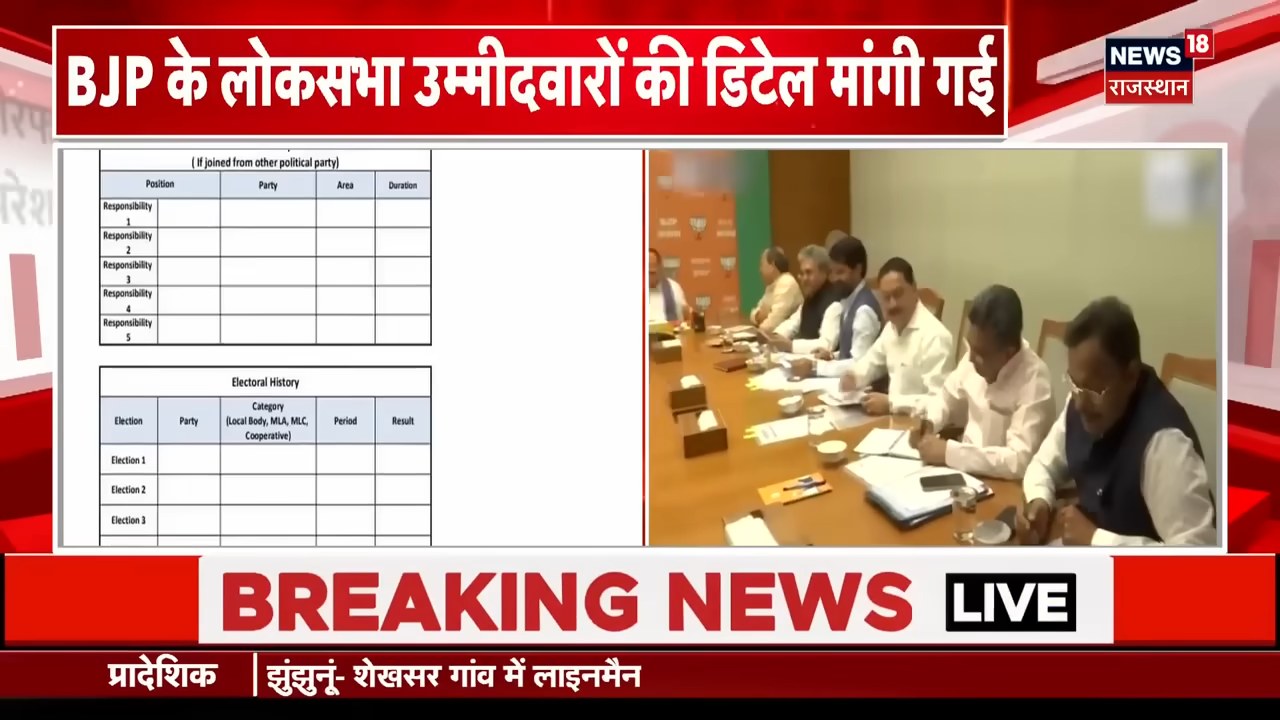 BJP के लोकसभा उम्मीदवारों की डिटेल मांगी गई
NEWS 18
राजस्थान
( If joined from other political party)
Position Party Area Duration
Responsibility
1
Responsibility
2
Responsibility
3
Responsibility
4
Responsibility
5
Electoral History
Election Party Category (Local Body, MLA, MLC, Cooperative) Period Result
Election 1
Election 2
Election 3
BREAKING NEWS LIVE
प्रादेशिक झुंझुनूं- शेखसर गांव में लाइनमैन